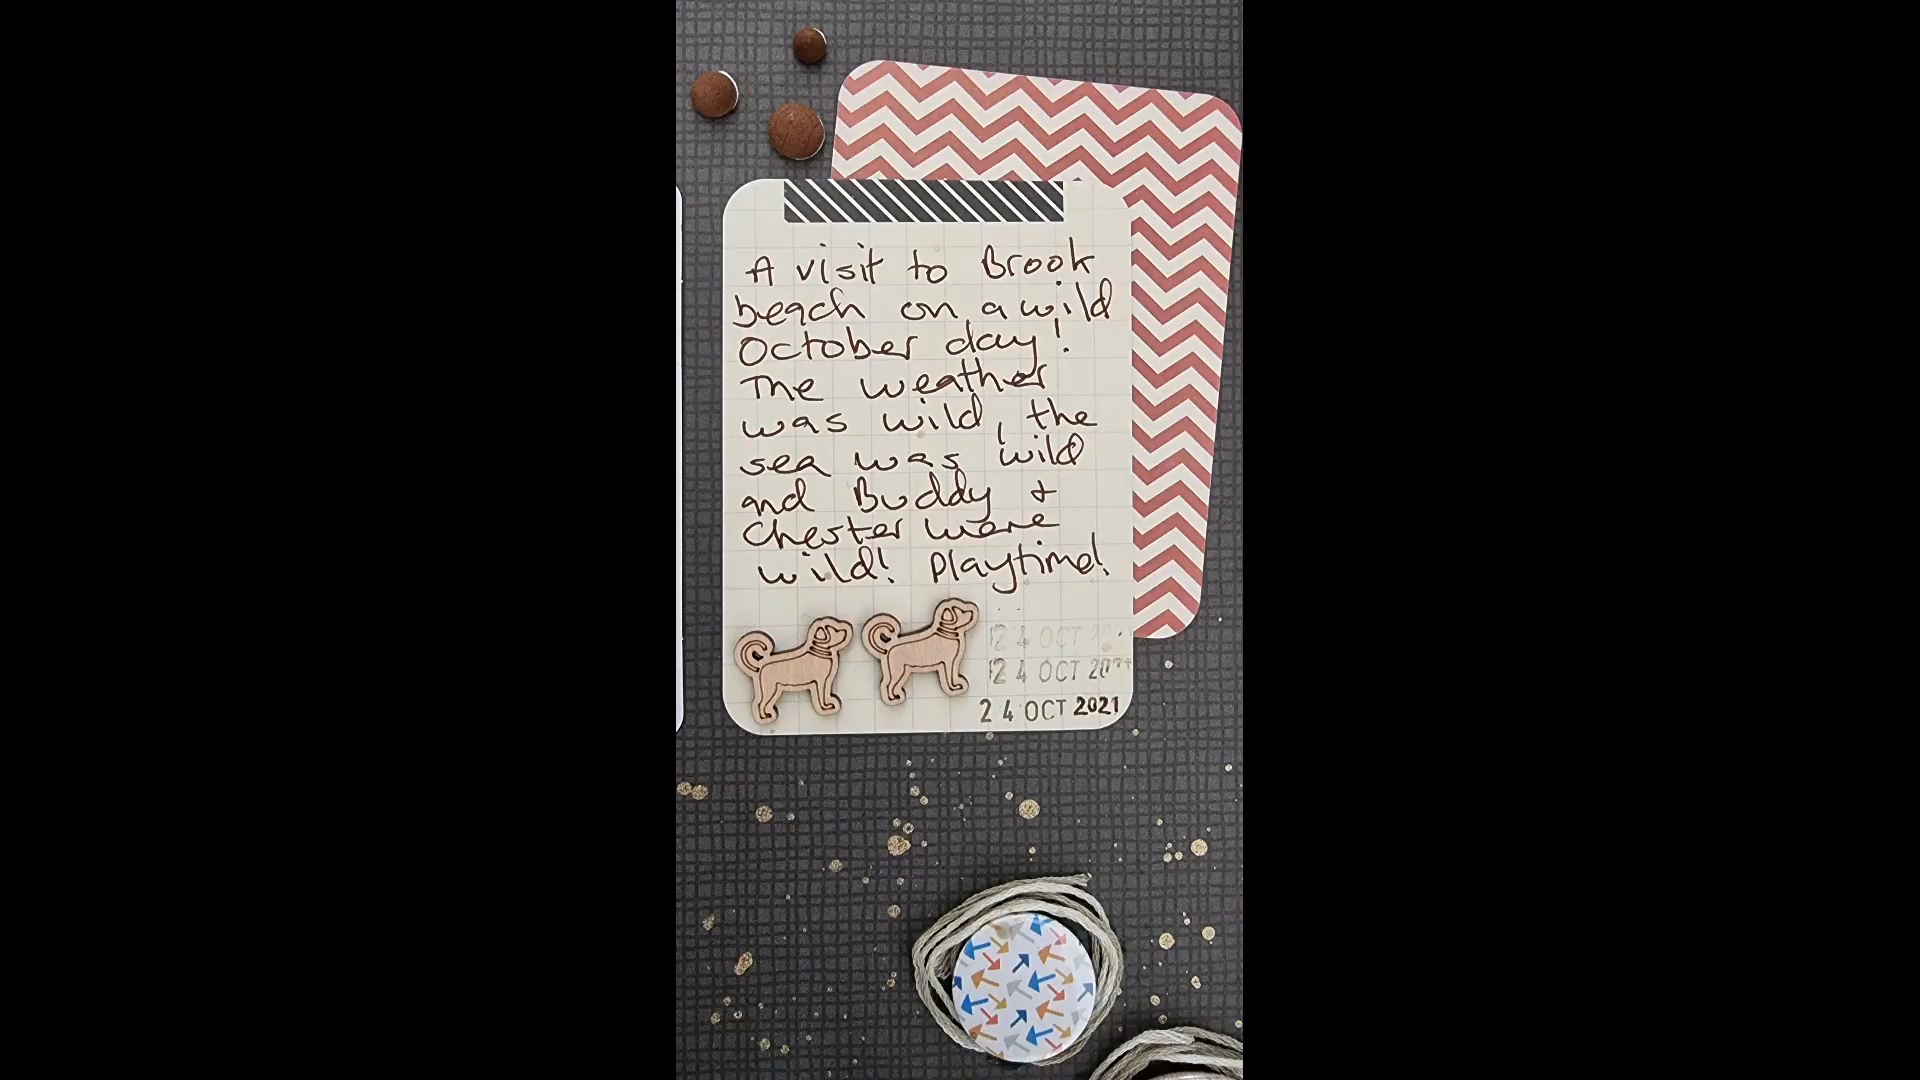 A visit to Brook
beach on a wild
October day!
The weather
was wild, the
sea was wild
and Buddy +
Chester were
wild! Playtime!
24 OCT
24 OCT
24 OCT 2021